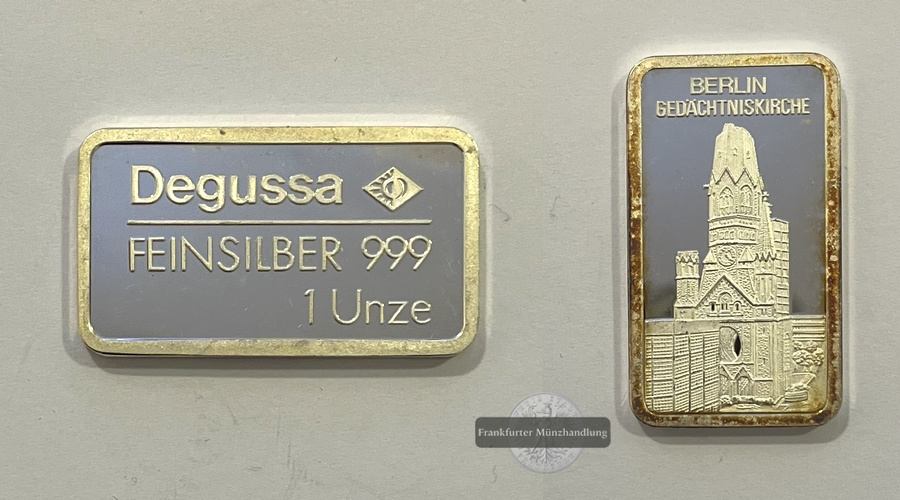 Degussa
FEINSILBER 999
1 Unze
BERLIN
GEDÄCHTNISKIRCHE
Frankfurter Münzhandlung